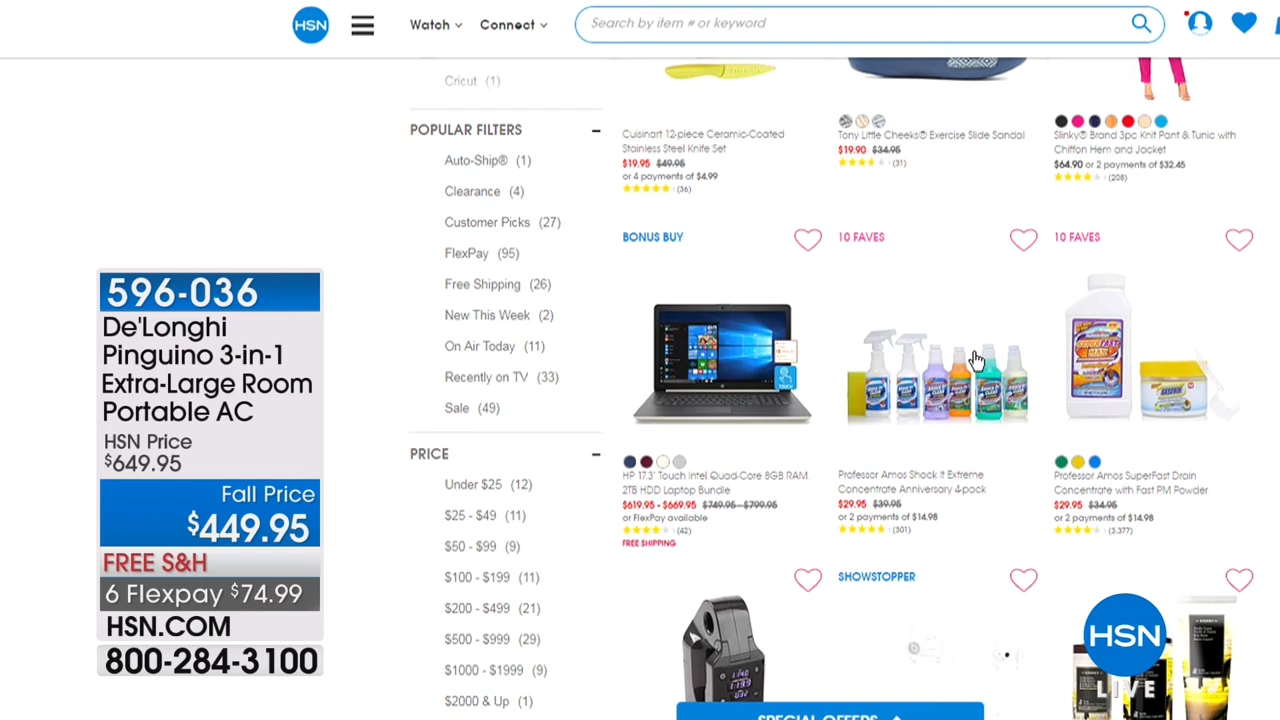 HSN
Watch
Connect
Search by item # or keyword
Cricut (1)
POPULAR FILTERS
Auto-Ship® (1)
Clearance (4)
Customer Picks (27)
FlexPay (95)
Free Shipping (26)
New This Week (2)
On Air Today (11)
Recently on TV (33)
Sale (49)
PRICE
Under $25 (12)
$25 - $49 (11)
$50 - $99 (9)
$100 - $199 (11)
$200 - $499 (21)
$500 - $999 (29)
$1000 - $1999 (9)
$2000 & Up (1)
Cuisinart 12-piece Ceramic-Coated
Stainless Steel Knife Set
$19.95 $49.95
or 4 payments of $4.99
(36)
Tony Little Cheeks® Exercise Slide Sandal
$19.90 $34.95
(31)
Slinky® Brand 3pc Knit Pant & Tunic with
Chiffon Hem and Jacket
$64.90 or 2 payments of $32.45
(208)
BONUS BUY
HP 17.3" Touch Intel Quad-Core 8GB RAM
2TB HDD Laptop Bundle
$619.95 - $669.95 $749.95 - $799.95
or FlexPay available
(42)
FREE SHIPPING
10 FAVES
Professor Amos Shock It Extreme
Concentrate Anniversary 4-pack
$29.95 $39.95
or 2 payments of $14.98
(301)
10 FAVES
Professor Amos SuperFast Drain
Concentrate with Fast PM Powder
$29.95 $34.95
or 2 payments of $14.98
(3,377)
SHOWSTOPPER
SPECIAL OFFERS
596-036
De'Longhi
Pinguino 3-in-1
Extra-Large Room
Portable AC
HSN Price
$649.95
Fall Price
$449.95
FREE S&H
6 Flexpay $74.99
HSN.COM
800-284-3100
HSN
LIVE